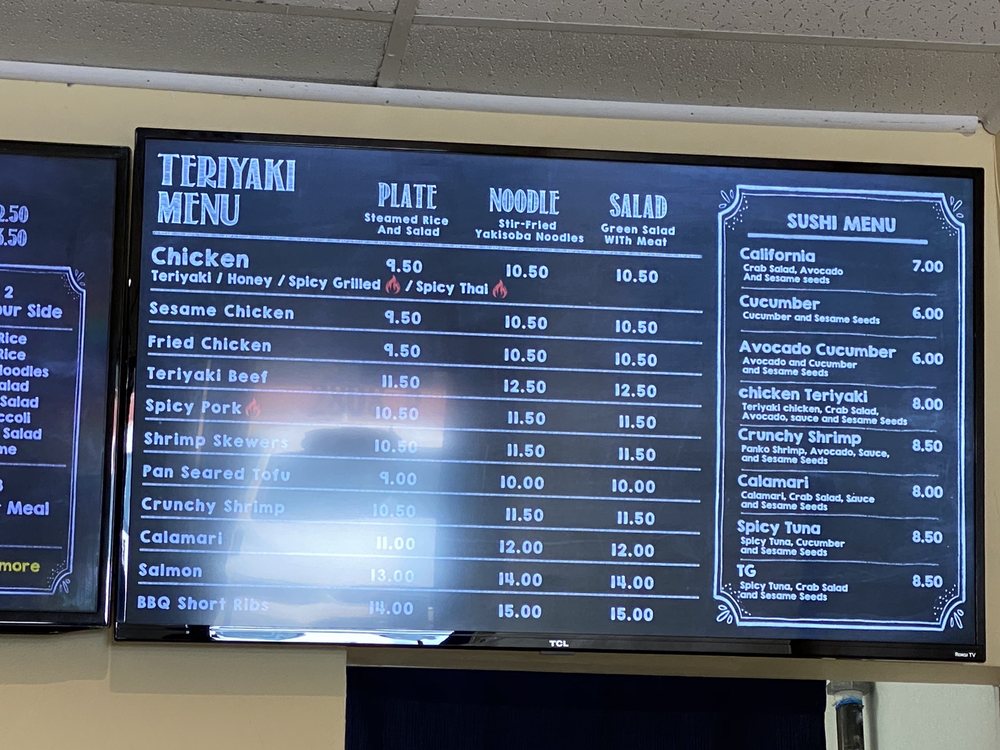 2.50
3.50
2
our Side
Rice
Rice
Noodles
Salad
Salad
ccoli
Salad
me
Meal
more
TERIYAKI
MENU
PLATE
Steamed Rice
And Salad
NOODLE
Stir-Fried
Yakisoba Noodles
SALAD
Green Salad
With Meat
Chicken 9.50 10.50 10.50
Teriyaki / Honey / Spicy Grilled / Spicy Thai
Sesame Chicken 9.50 10.50 10.50
Fried Chicken 9.50 10.50 10.50
Teriyaki Beef 11.50 12.50 12.50
Spicy Pork 10.50 11.50 11.50
Shrimp Skewers 10.50 11.50 11.50
Pan Seared Tofu 9.00 10.00 10.00
Crunchy Shrimp 10.50 11.50 11.50
Calamari 11.00 12.00 12.00
Salmon 13.00 14.00 14.00
BBQ Short Ribs 14.00 15.00 15.00
SUSHI MENU
California 7.00
Crab Salad, Avocado
And Sesame seeds
Cucumber 6.00
Cucumber and Sesame Seeds
Avocado Cucumber 6.00
Avocado and Cucumber
and Sesame Seeds
chicken Teriyaki 8.00
Teriyaki chicken, Crab Salad,
Avocado, sauce and Sesame Seeds
Crunchy Shrimp 8.50
Panko Shrimp, Avocado, Sauce,
and Sesame Seeds
Calamari 8.00
Calamari, Crab Salad, Sauce
and Sesame Seeds
Spicy Tuna 8.50
Spicy Tuna, Cucumber
and Sesame Seeds
TG 8.50
Spicy Tuna, Crab Salad
and Sesame Seeds
TCL
Roku TV